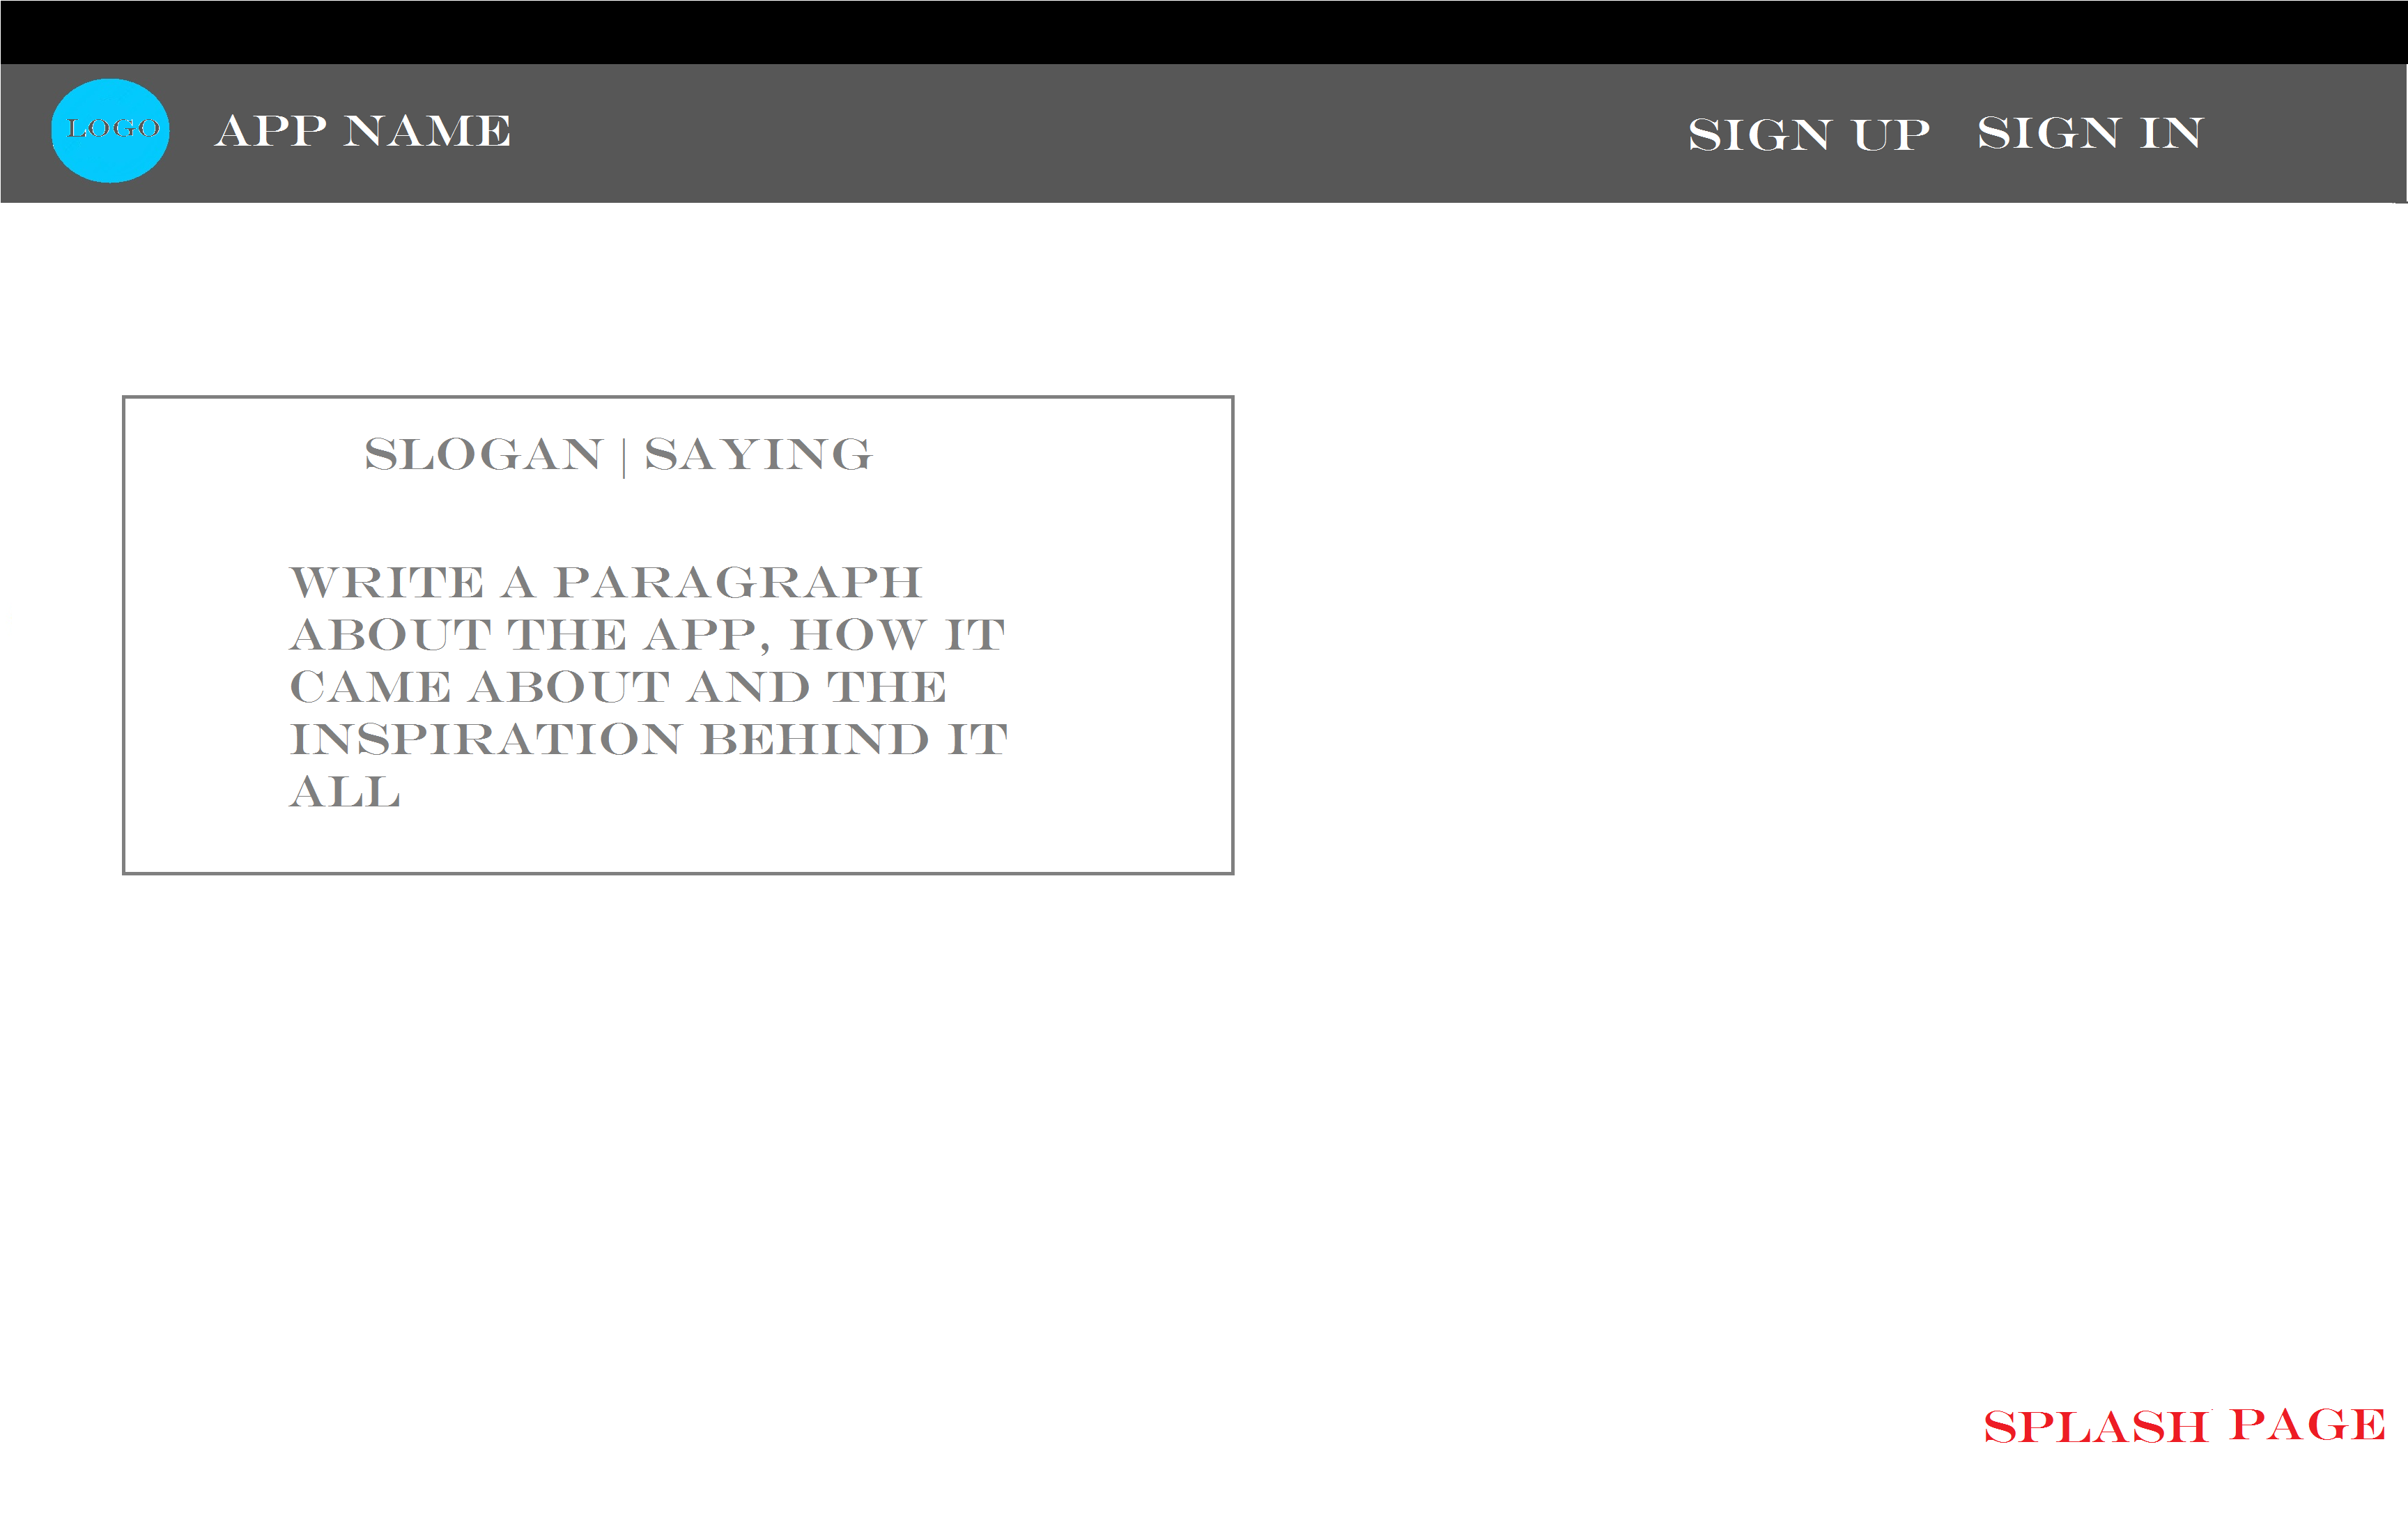 LOGO
APP NAME
SIGN UP
SIGN IN
SLOGAN | SAYING
WRITE A PARAGRAPH
ABOUT THE APP, HOW IT
CAME ABOUT AND THE
INSPIRATION BEHIND IT
ALL
SPLASH PAGE